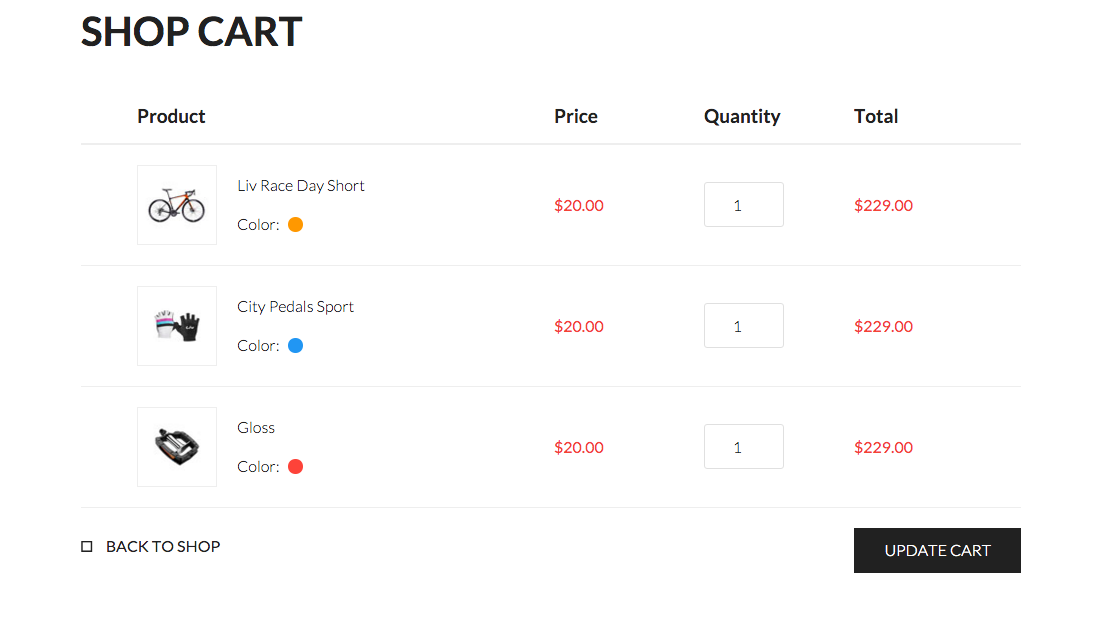 SHOP CART
Product Price Quantity Total
Liv Race Day Short
Color:
$20.00 1 $229.00
City Pedals Sport
Color:
$20.00 1 $229.00
Gloss
Color:
$20.00 1 $229.00
BACK TO SHOP
UPDATE CART